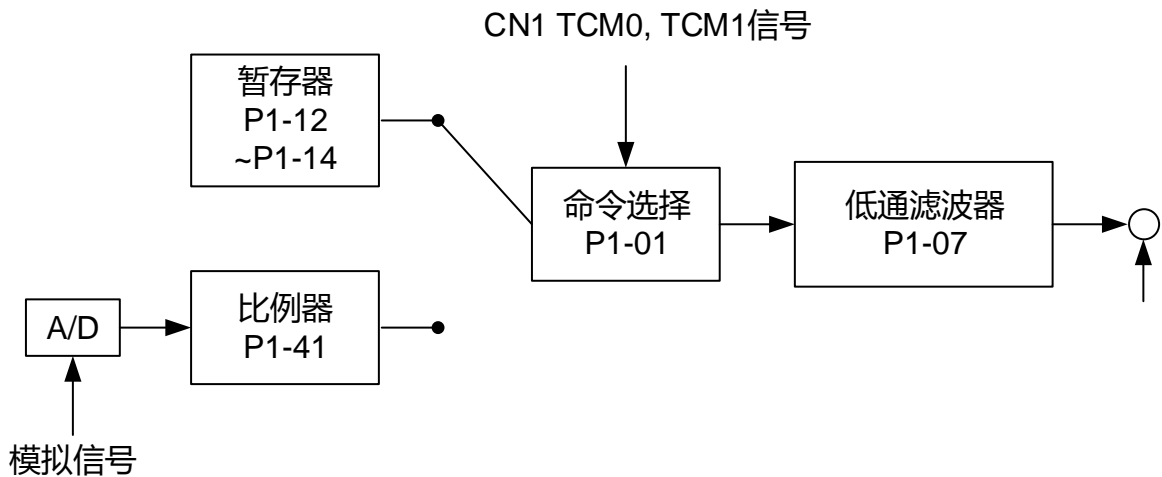 CN1 TCM0, TCM1信号
暂存器
P1-12
~P1-14
命令选择
P1-01
低通滤波器
P1-07
A/D
比例器
P1-41
模拟信号